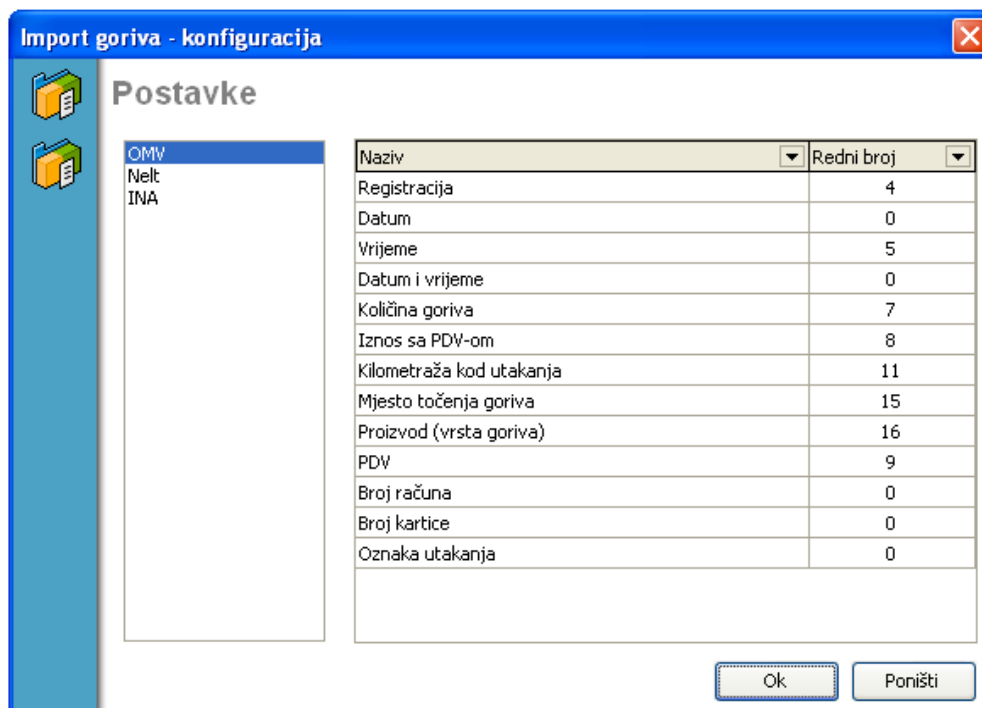 Import goriva - konfiguracija
Postavke
OMV
Nelt
INA
Naziv Redni broj
Registracija 4
Datum 0
Vrijeme 5
Datum i vrijeme 0
Količina goriva 7
Iznos sa PDV-om 8
Kilometraža kod utakanja 11
Mjesto točenja goriva 15
Proizvod (vrsta goriva) 16
PDV 9
Broj računa 0
Broj kartice 0
Oznaka utakanja 0
Ok Poništi